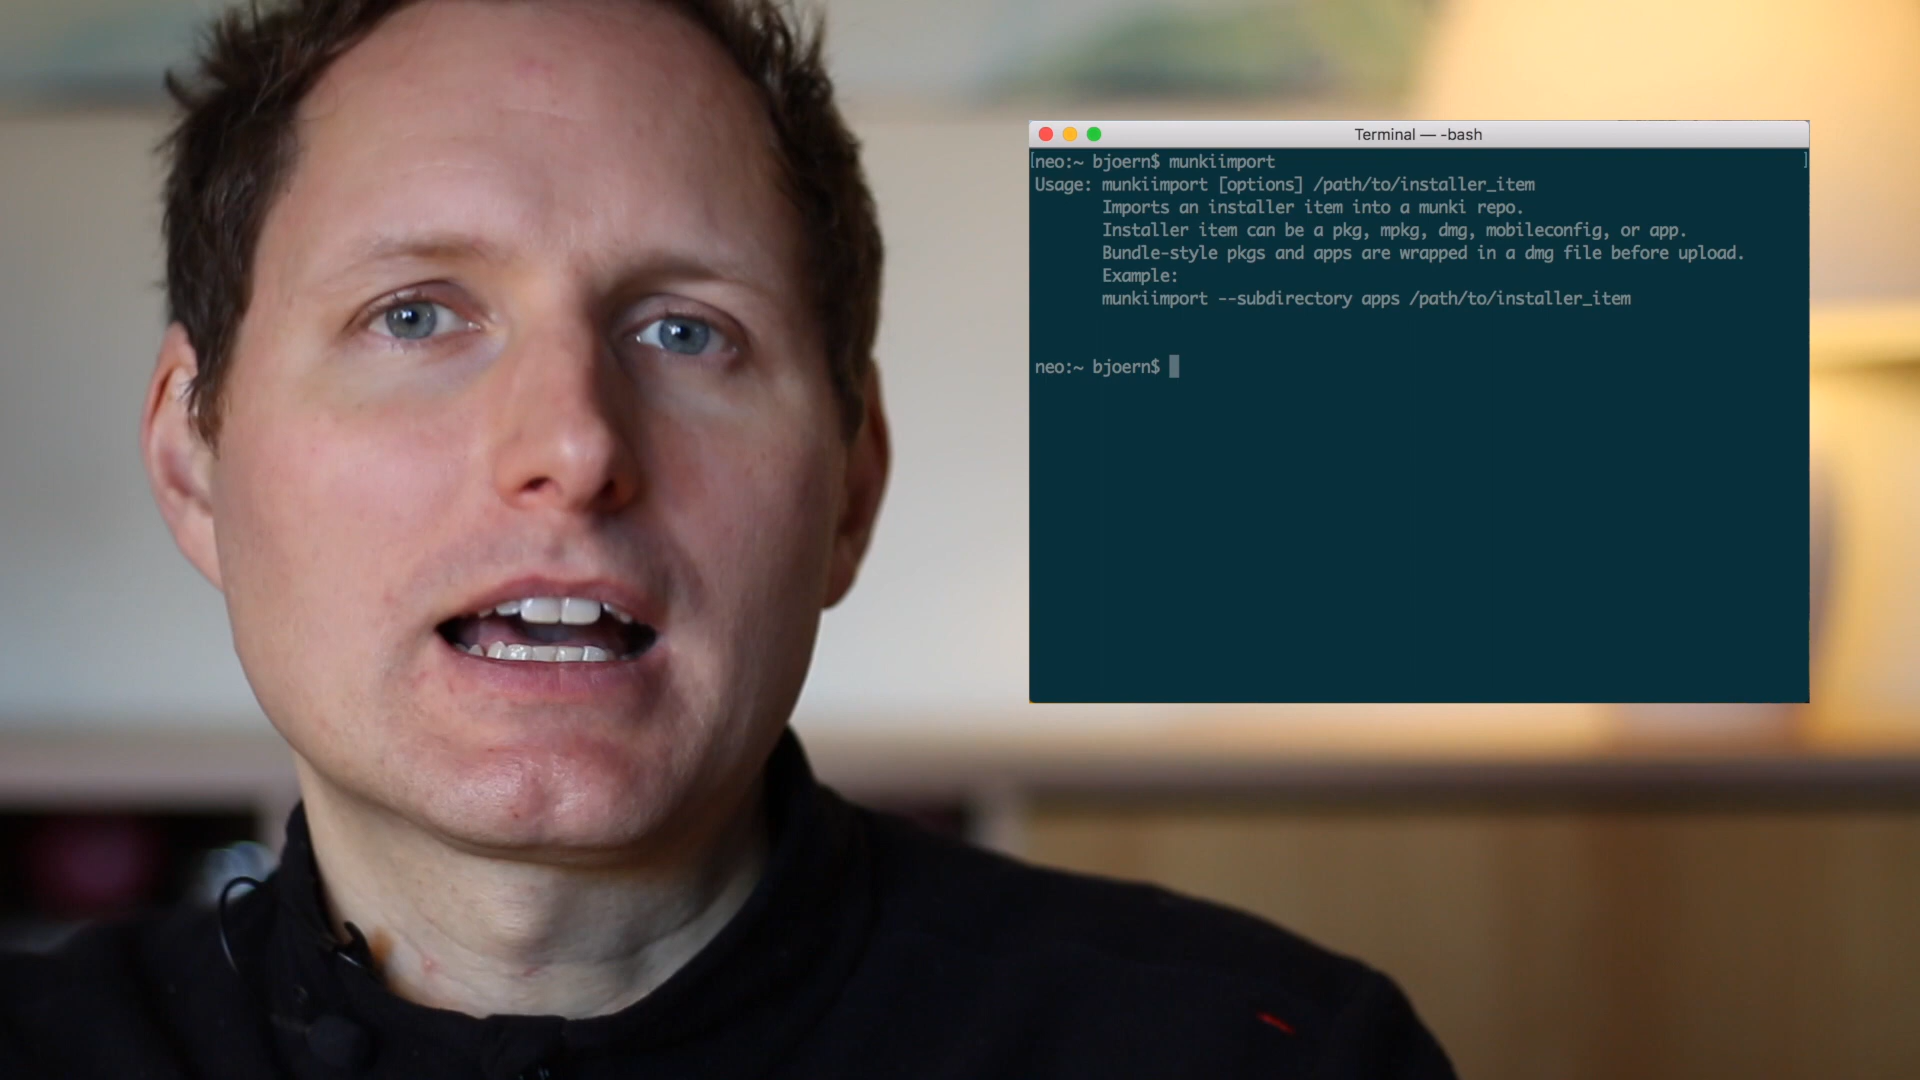 Terminal — -bash
[neo:~ bjoern$ munkiimport ]
Usage: munkiimport [options] /path/to/installer_item
Imports an installer item into a munki repo.
Installer item can be a pkg, mpkg, dmg, mobileconfig, or app.
Bundle-style pkgs and apps are wrapped in a dmg file before upload.
Example:
munkiimport --subdirectory apps /path/to/installer_item
neo:~ bjoern$